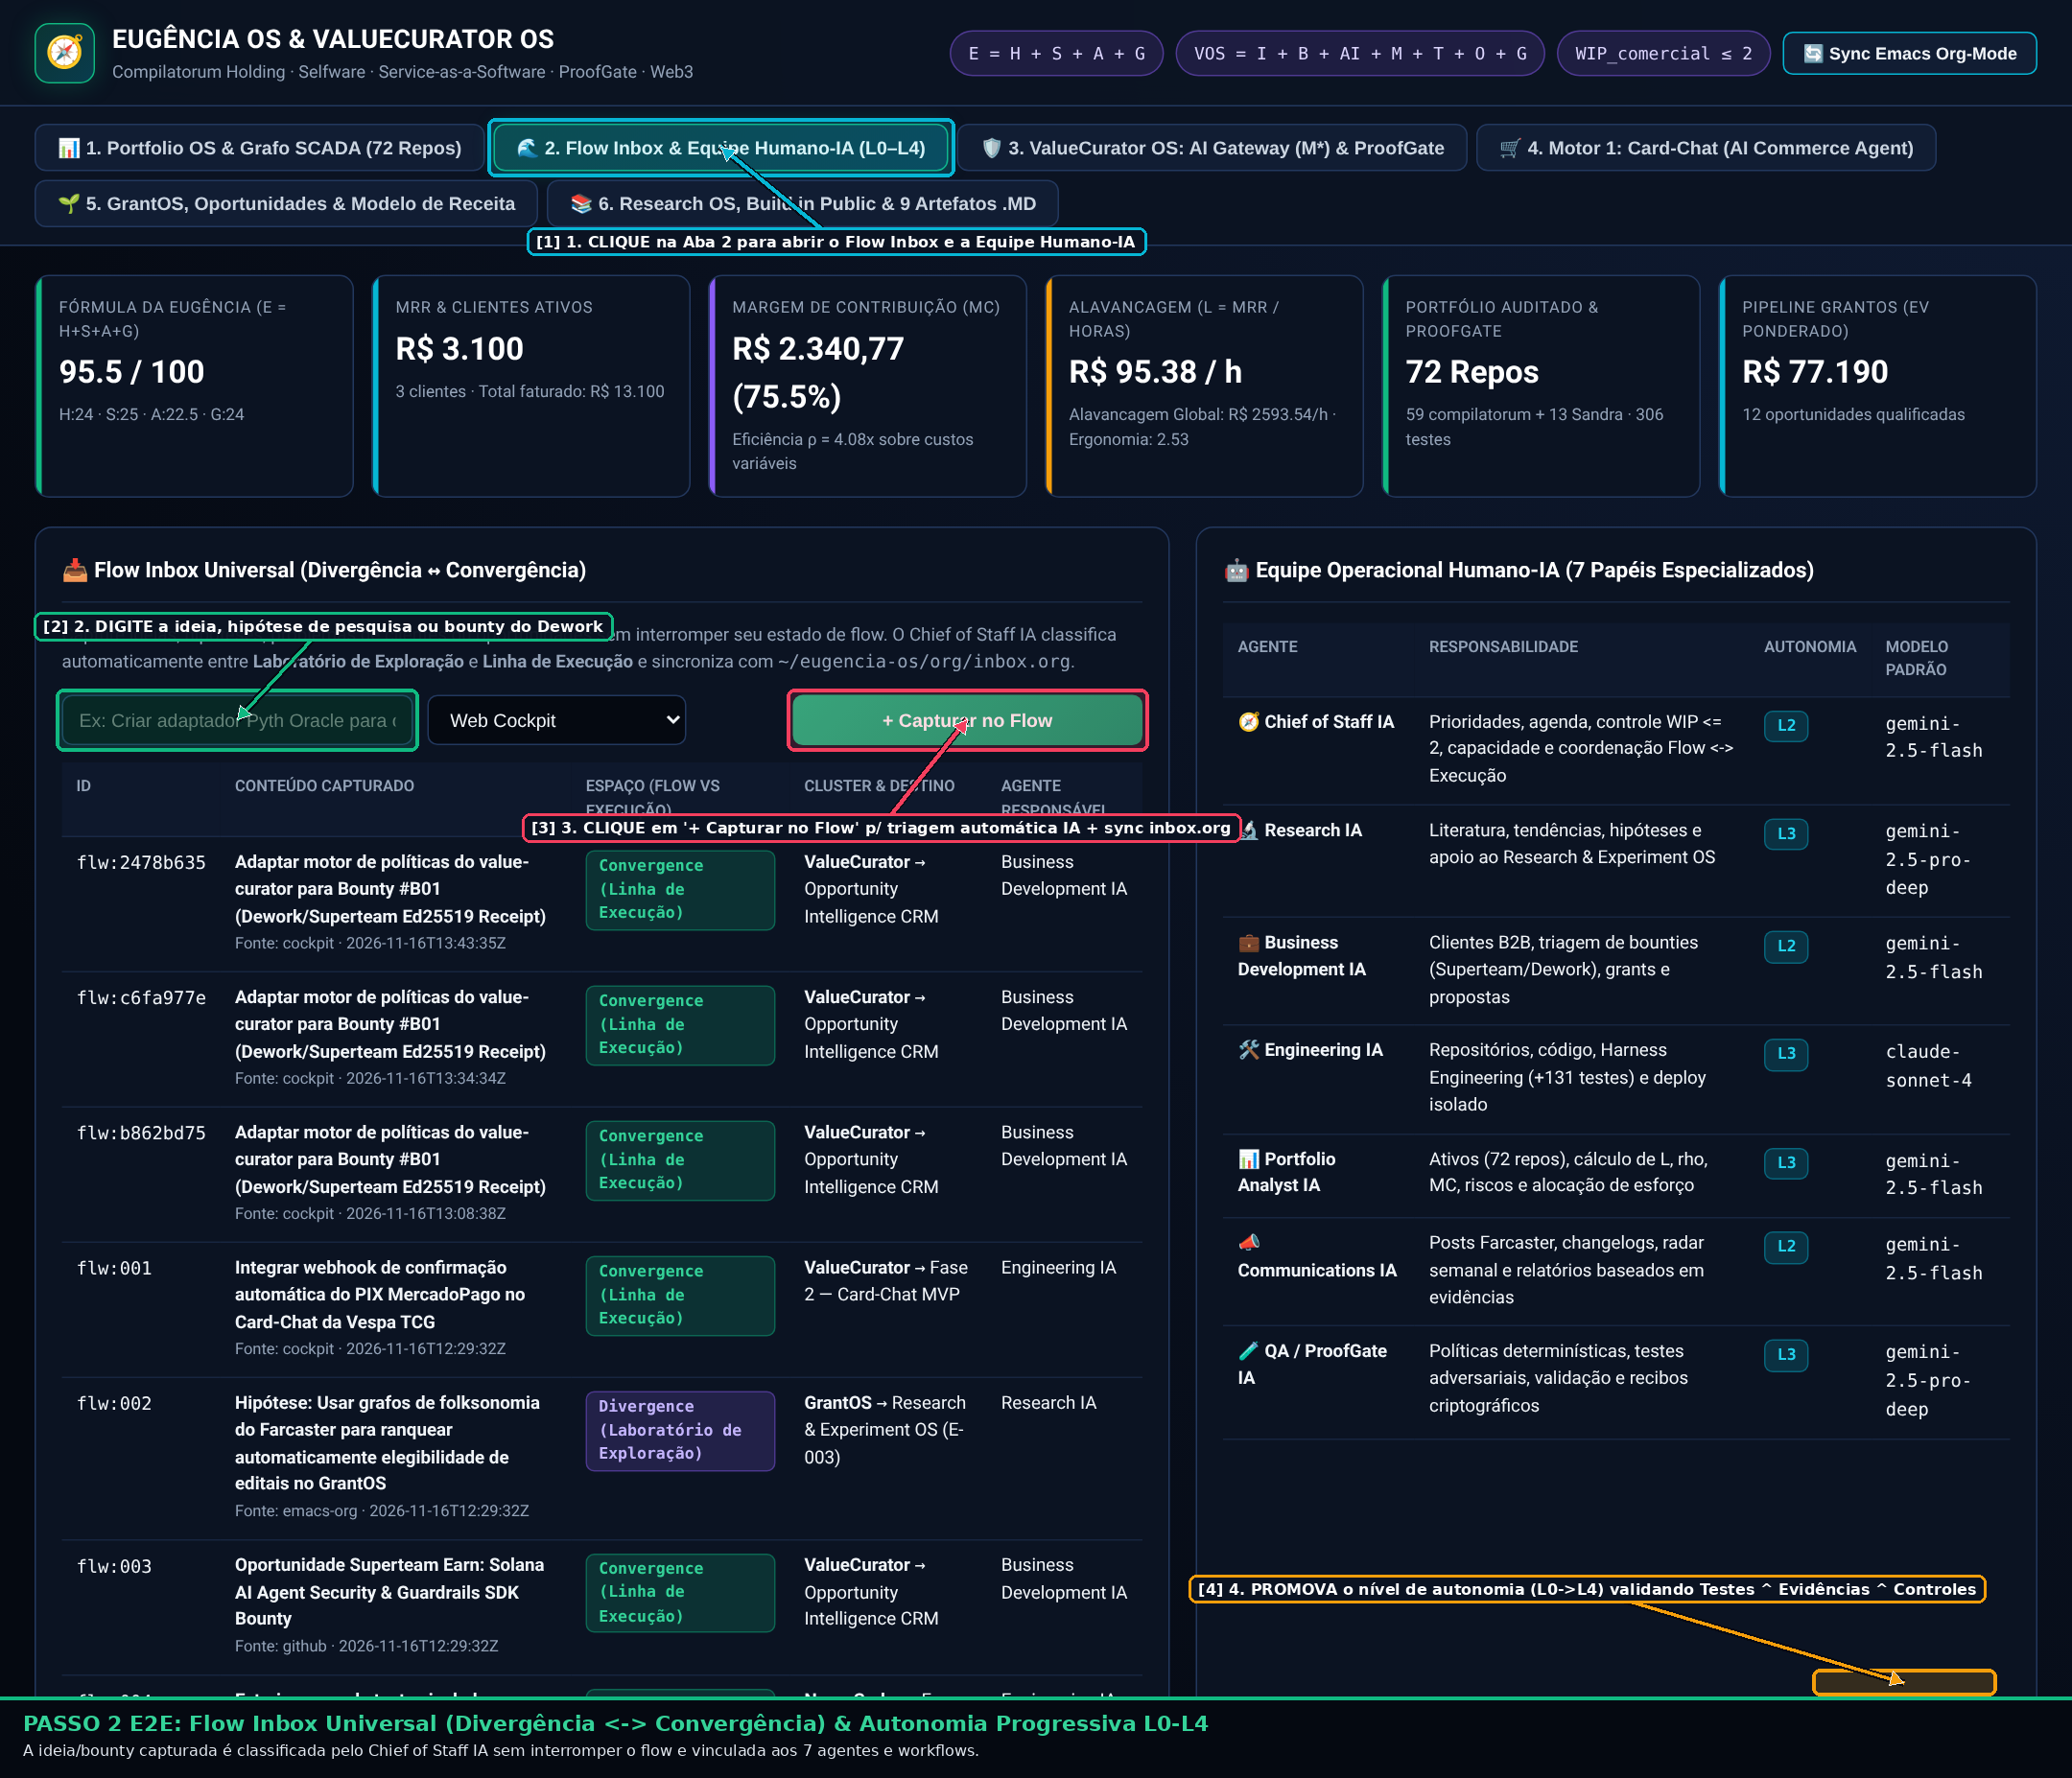 EUGÊNCIA OS & VALUECURATOR OS
Compilatorum Holding · Selfware · Service-as-a-Software · ProofGate · Web3
E = H + S + A + G
VOS = I + B + AI + M + T + O + G
WIP_comercial ≤ 2
Sync Emacs Org-Mode
1. Portfolio OS & Grafo SCADA (72 Repos)
2. Flow Inbox & Equipe Humano-IA (L0–L4)
3. ValueCurator OS: AI Gateway (M*) & ProofGate
4. Motor 1: Card-Chat (AI Commerce Agent)
5. GrantOS, Oportunidades & Modelo de Receita
6. Research OS, Build in Public & 9 Artefatos .MD
[1] 1. CLIQUE na Aba 2 para abrir o Flow Inbox e a Equipe Humano-IA
FÓRMULA DA EUGÊNCIA (E =
H+S+A+G)
95.5 / 100
H:24 · S:25 · A:22.5 · G:24
MRR & CLIENTES ATIVOS
R$ 3.100
3 clientes · Total faturado: R$ 13.100
MARGEM DE CONTRIBUIÇÃO (MC)
R$ 2.340,77
(75.5%)
Eficiência ρ = 4.08x sobre custos
variáveis
ALAVANCAGEM (L = MRR /
HORAS)
R$ 95.38 / h
Alavancagem Global: R$ 2593.54/h ·
Ergonomia: 2.53
PORTFÓLIO AUDITADO &
PROOFGATE
72 Repos
59 compilatorum + 13 Sandra · 306
testes
PIPELINE GRANTOS (EV
PONDERADO)
R$ 77.190
12 oportunidades qualificadas
Flow Inbox Universal (Divergência ↔ Convergência)
[2] 2. DIGITE a ideia, hipótese de pesquisa ou bounty do Dework
em interromper seu estado de flow. O Chief of Staff IA classifica
automaticamente entre Laboratório de Exploração e Linha de Execução e sincroniza com ~/eugencia-os/org/inbox.org.
Ex: Criar adaptador Pyth Oracle para
Web Cockpit
+ Capturar no Flow
ID
CONTEÚDO CAPTURADO
ESPAÇO (FLOW VS
EXECUÇÃO)
CLUSTER & DESTINO
AGENTE
RESPONSÁVEL
[3] 3. CLIQUE em '+ Capturar no Flow' p/ triagem automática IA + sync inbox.org
flw:2478b635
Adaptar motor de políticas do value-
curator para Bounty #B01
(Dework/Superteam Ed25519 Receipt)
Fonte: cockpit · 2026-11-16T13:43:35Z
Convergence
(Linha de
Execução)
ValueCurator →
Opportunity
Intelligence CRM
Business
Development IA
flw:c6fa977e
Adaptar motor de políticas do value-
curator para Bounty #B01
(Dework/Superteam Ed25519 Receipt)
Fonte: cockpit · 2026-11-16T13:34:34Z
Convergence
(Linha de
Execução)
ValueCurator →
Opportunity
Intelligence CRM
Business
Development IA
flw:b862bd75
Adaptar motor de políticas do value-
curator para Bounty #B01
(Dework/Superteam Ed25519 Receipt)
Fonte: cockpit · 2026-11-16T13:08:38Z
Convergence
(Linha de
Execução)
ValueCurator →
Opportunity
Intelligence CRM
Business
Development IA
flw:001
Integrar webhook de confirmação
automática do PIX MercadoPago no
Card-Chat da Vespa TCG
Fonte: cockpit · 2026-11-16T12:29:32Z
Convergence
(Linha de
Execução)
ValueCurator → Fase
2 — Card-Chat MVP
Engineering IA
flw:002
Hipótese: Usar grafos de folksonomia
do Farcaster para ranquear
automaticamente elegibilidade de
editais no GrantOS
Fonte: emacs-org · 2026-11-16T12:29:32Z
Divergence
(Laboratório de
Exploração)
GrantOS → Research
& Experiment OS (E-
003)
Research IA
flw:003
Oportunidade Superteam Earn: Solana
AI Agent Security & Guardrails SDK
Bounty
Fonte: github · 2026-11-16T12:29:32Z
Convergence
(Linha de
Execução)
ValueCurator →
Opportunity
Intelligence CRM
Business
Development IA
Equipe Operacional Humano-IA (7 Papéis Especializados)
AGENTE
RESPONSABILIDADE
AUTONOMIA
MODELO
PADRÃO
Chief of Staff IA
Prioridades, agenda, controle WIP <=
2, capacidade e coordenação Flow <->
Execução
L2
gemini-
2.5-flash
Research IA
Literatura, tendências, hipóteses e
apoio ao Research & Experiment OS
L3
gemini-
2.5-pro-
deep
Business
Development IA
Clientes B2B, triagem de bounties
(Superteam/Dework), grants e
propostas
L2
gemini-
2.5-flash
Engineering IA
Repositórios, código, Harness
Engineering (+131 testes) e deploy
isolado
L3
claude-
sonnet-4
Portfolio
Analyst IA
Ativos (72 repos), cálculo de L, rho,
MC, riscos e alocação de esforço
L3
gemini-
2.5-flash
Communications IA
Posts Farcaster, changelogs, radar
semanal e relatórios baseados em
evidências
L2
gemini-
2.5-flash
QA / ProofGate
IA
Políticas determinísticas, testes
adversariais, validação e recibos
criptográficos
L3
gemini-
2.5-pro-
deep
[4] 4. PROMOVA o nível de autonomia (L0->L4) validando Testes ^ Evidências ^ Controles
PASSO 2 E2E: Flow Inbox Universal (Divergência <-> Convergência) & Autonomia Progressiva L0-L4
A ideia/bounty capturada é classificada pelo Chief of Staff IA sem interromper o flow e vinculada aos 7 agentes e workflows.